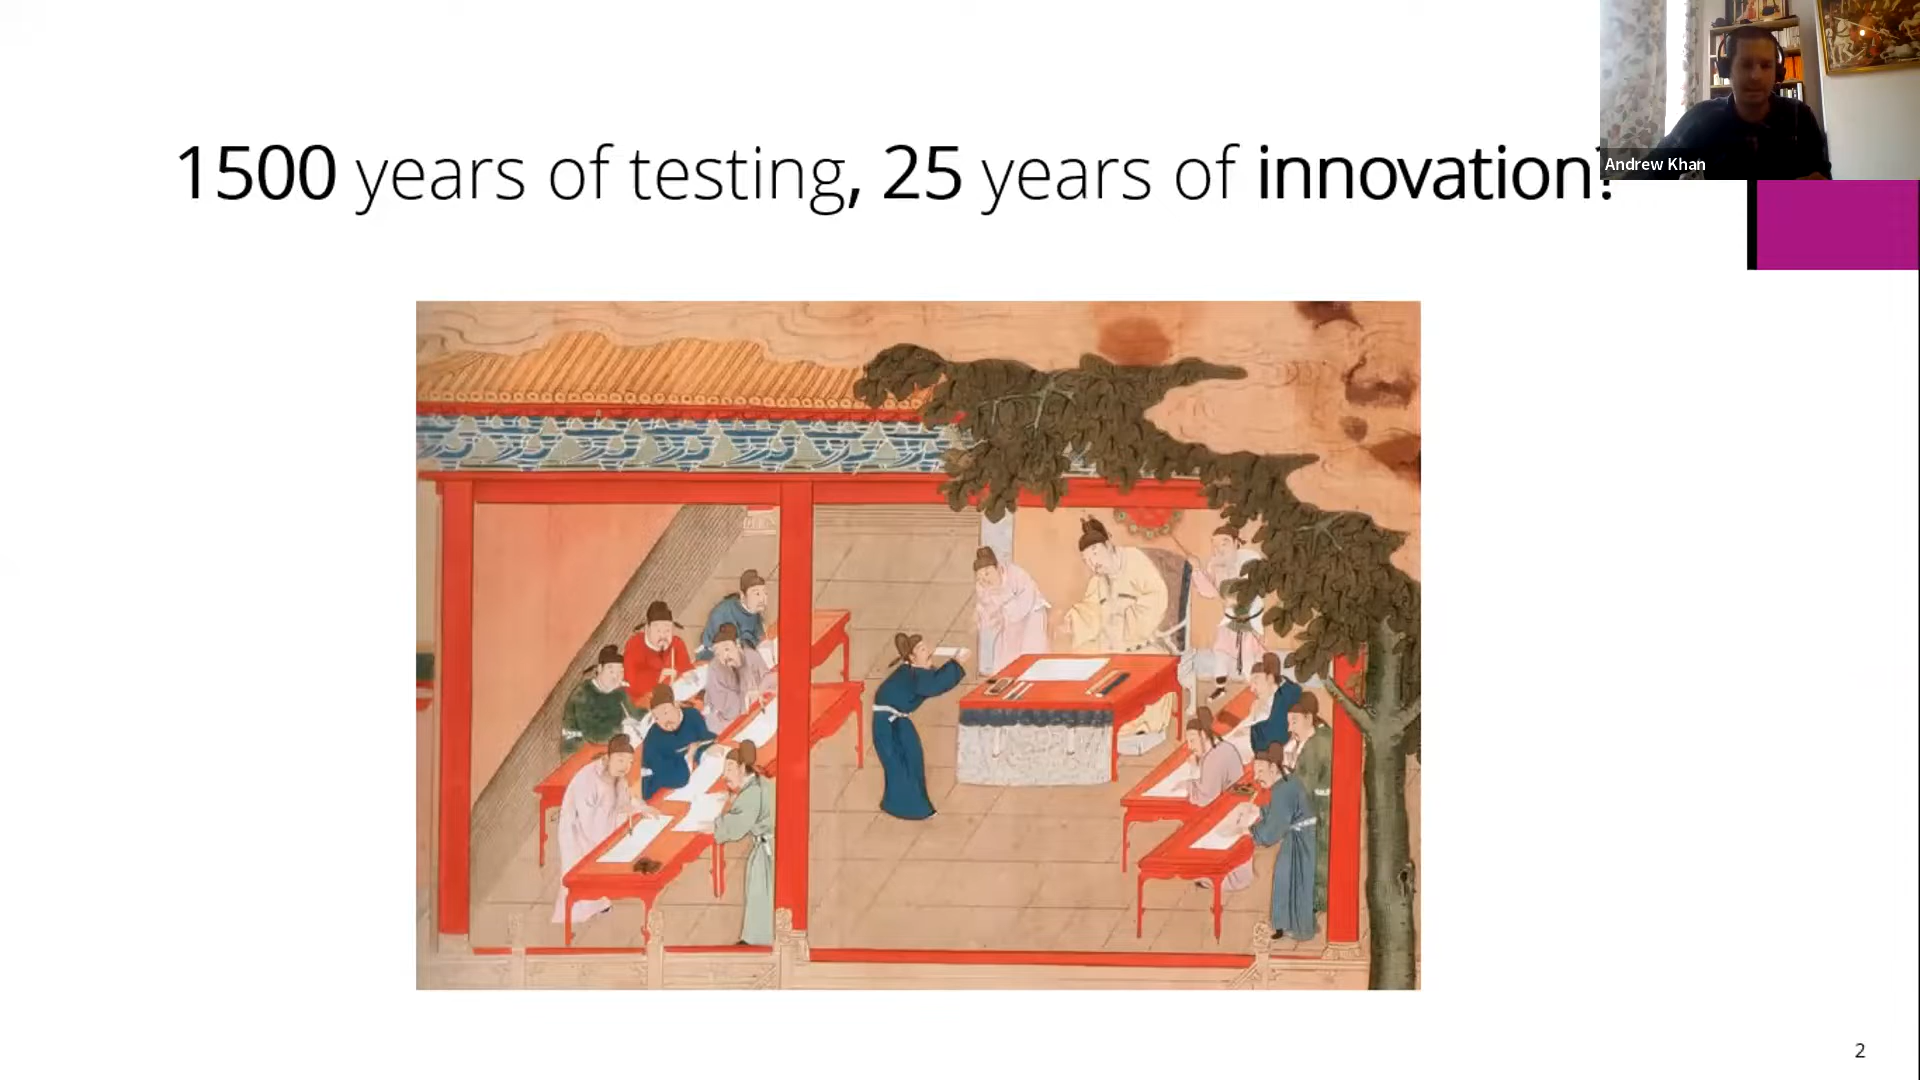 1500 years of testing, 25 years of innovation?
Andrew Khan
2